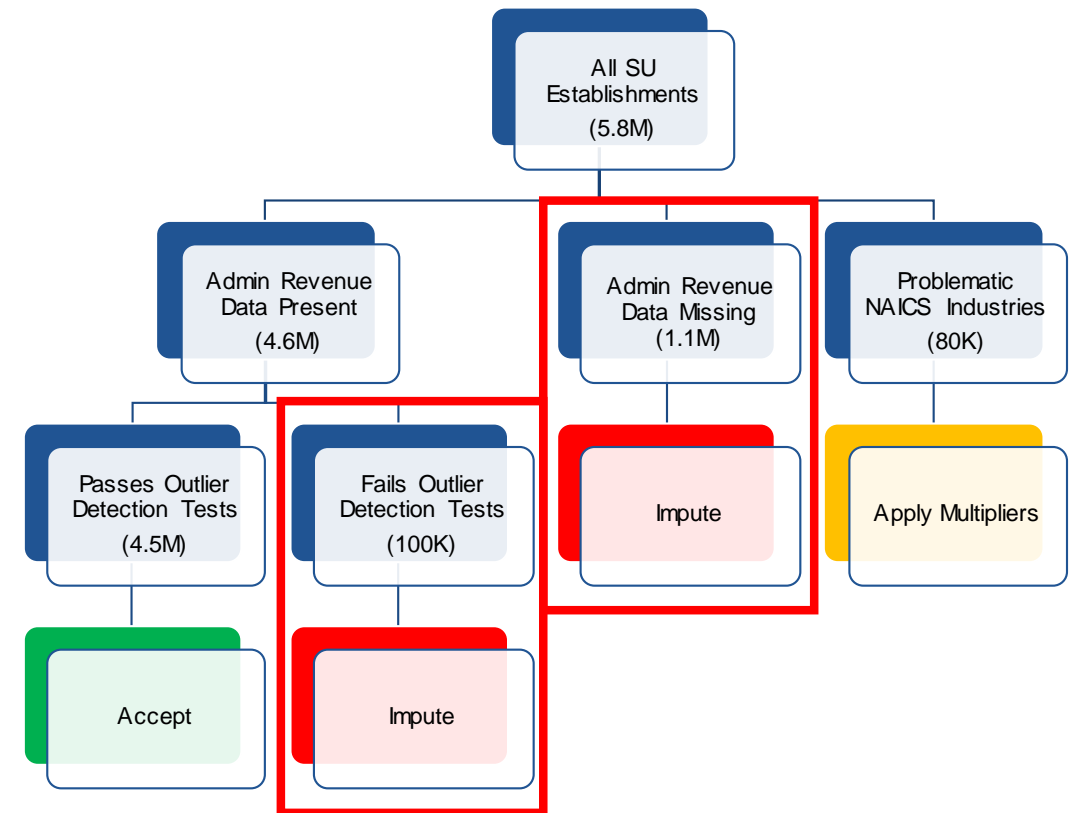 All SU
Establishments
(5.8M)
Admin Revenue
Data Present
(4.6M)
Admin Revenue
Data Missing
(1.1M)
Problematic
NAICS Industries
(80K)
Passes Outlier
Detection Tests
(4.5M)
Fails Outlier
Detection Tests
(100K)
Impute
Apply Multipliers
Accept
Impute